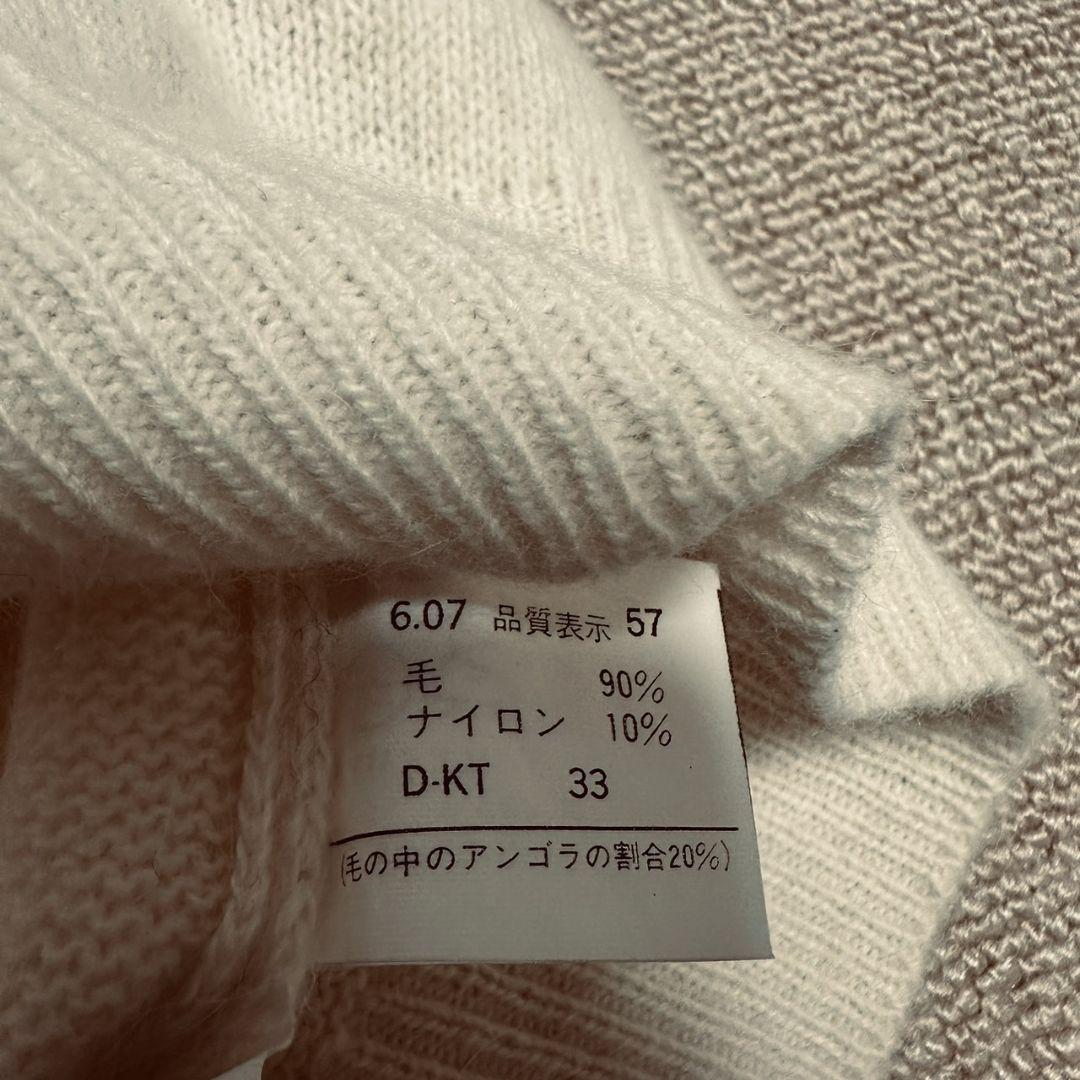 6.07 品質表示 57
毛 90%
ナイロン 10%
D-KT 33
(毛の中のアンゴラの割合20%)